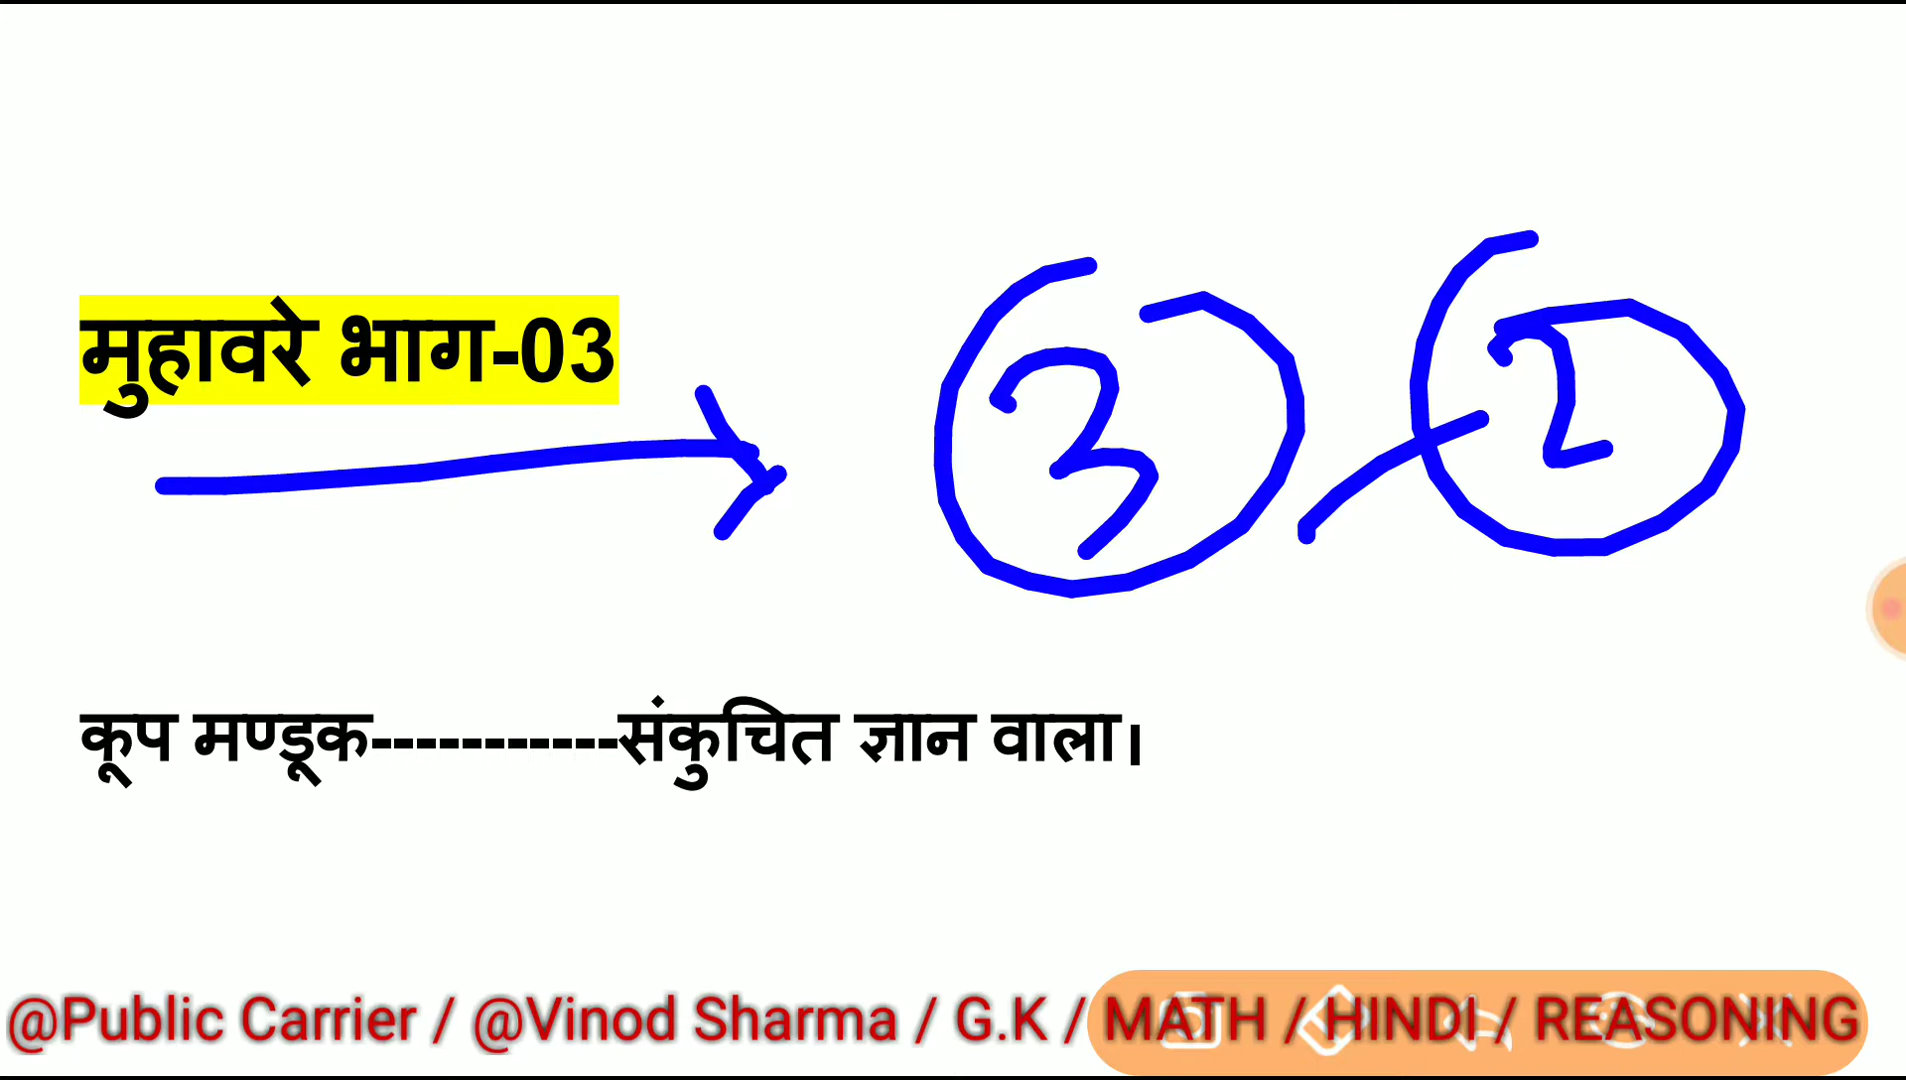 मुहावरे भाग-03
3 2
कूप मण्डूक-----------संकुचित ज्ञान वाला।
@Public Carrier / @Vinod Sharma / G.K / MATH / HINDI / REASONING